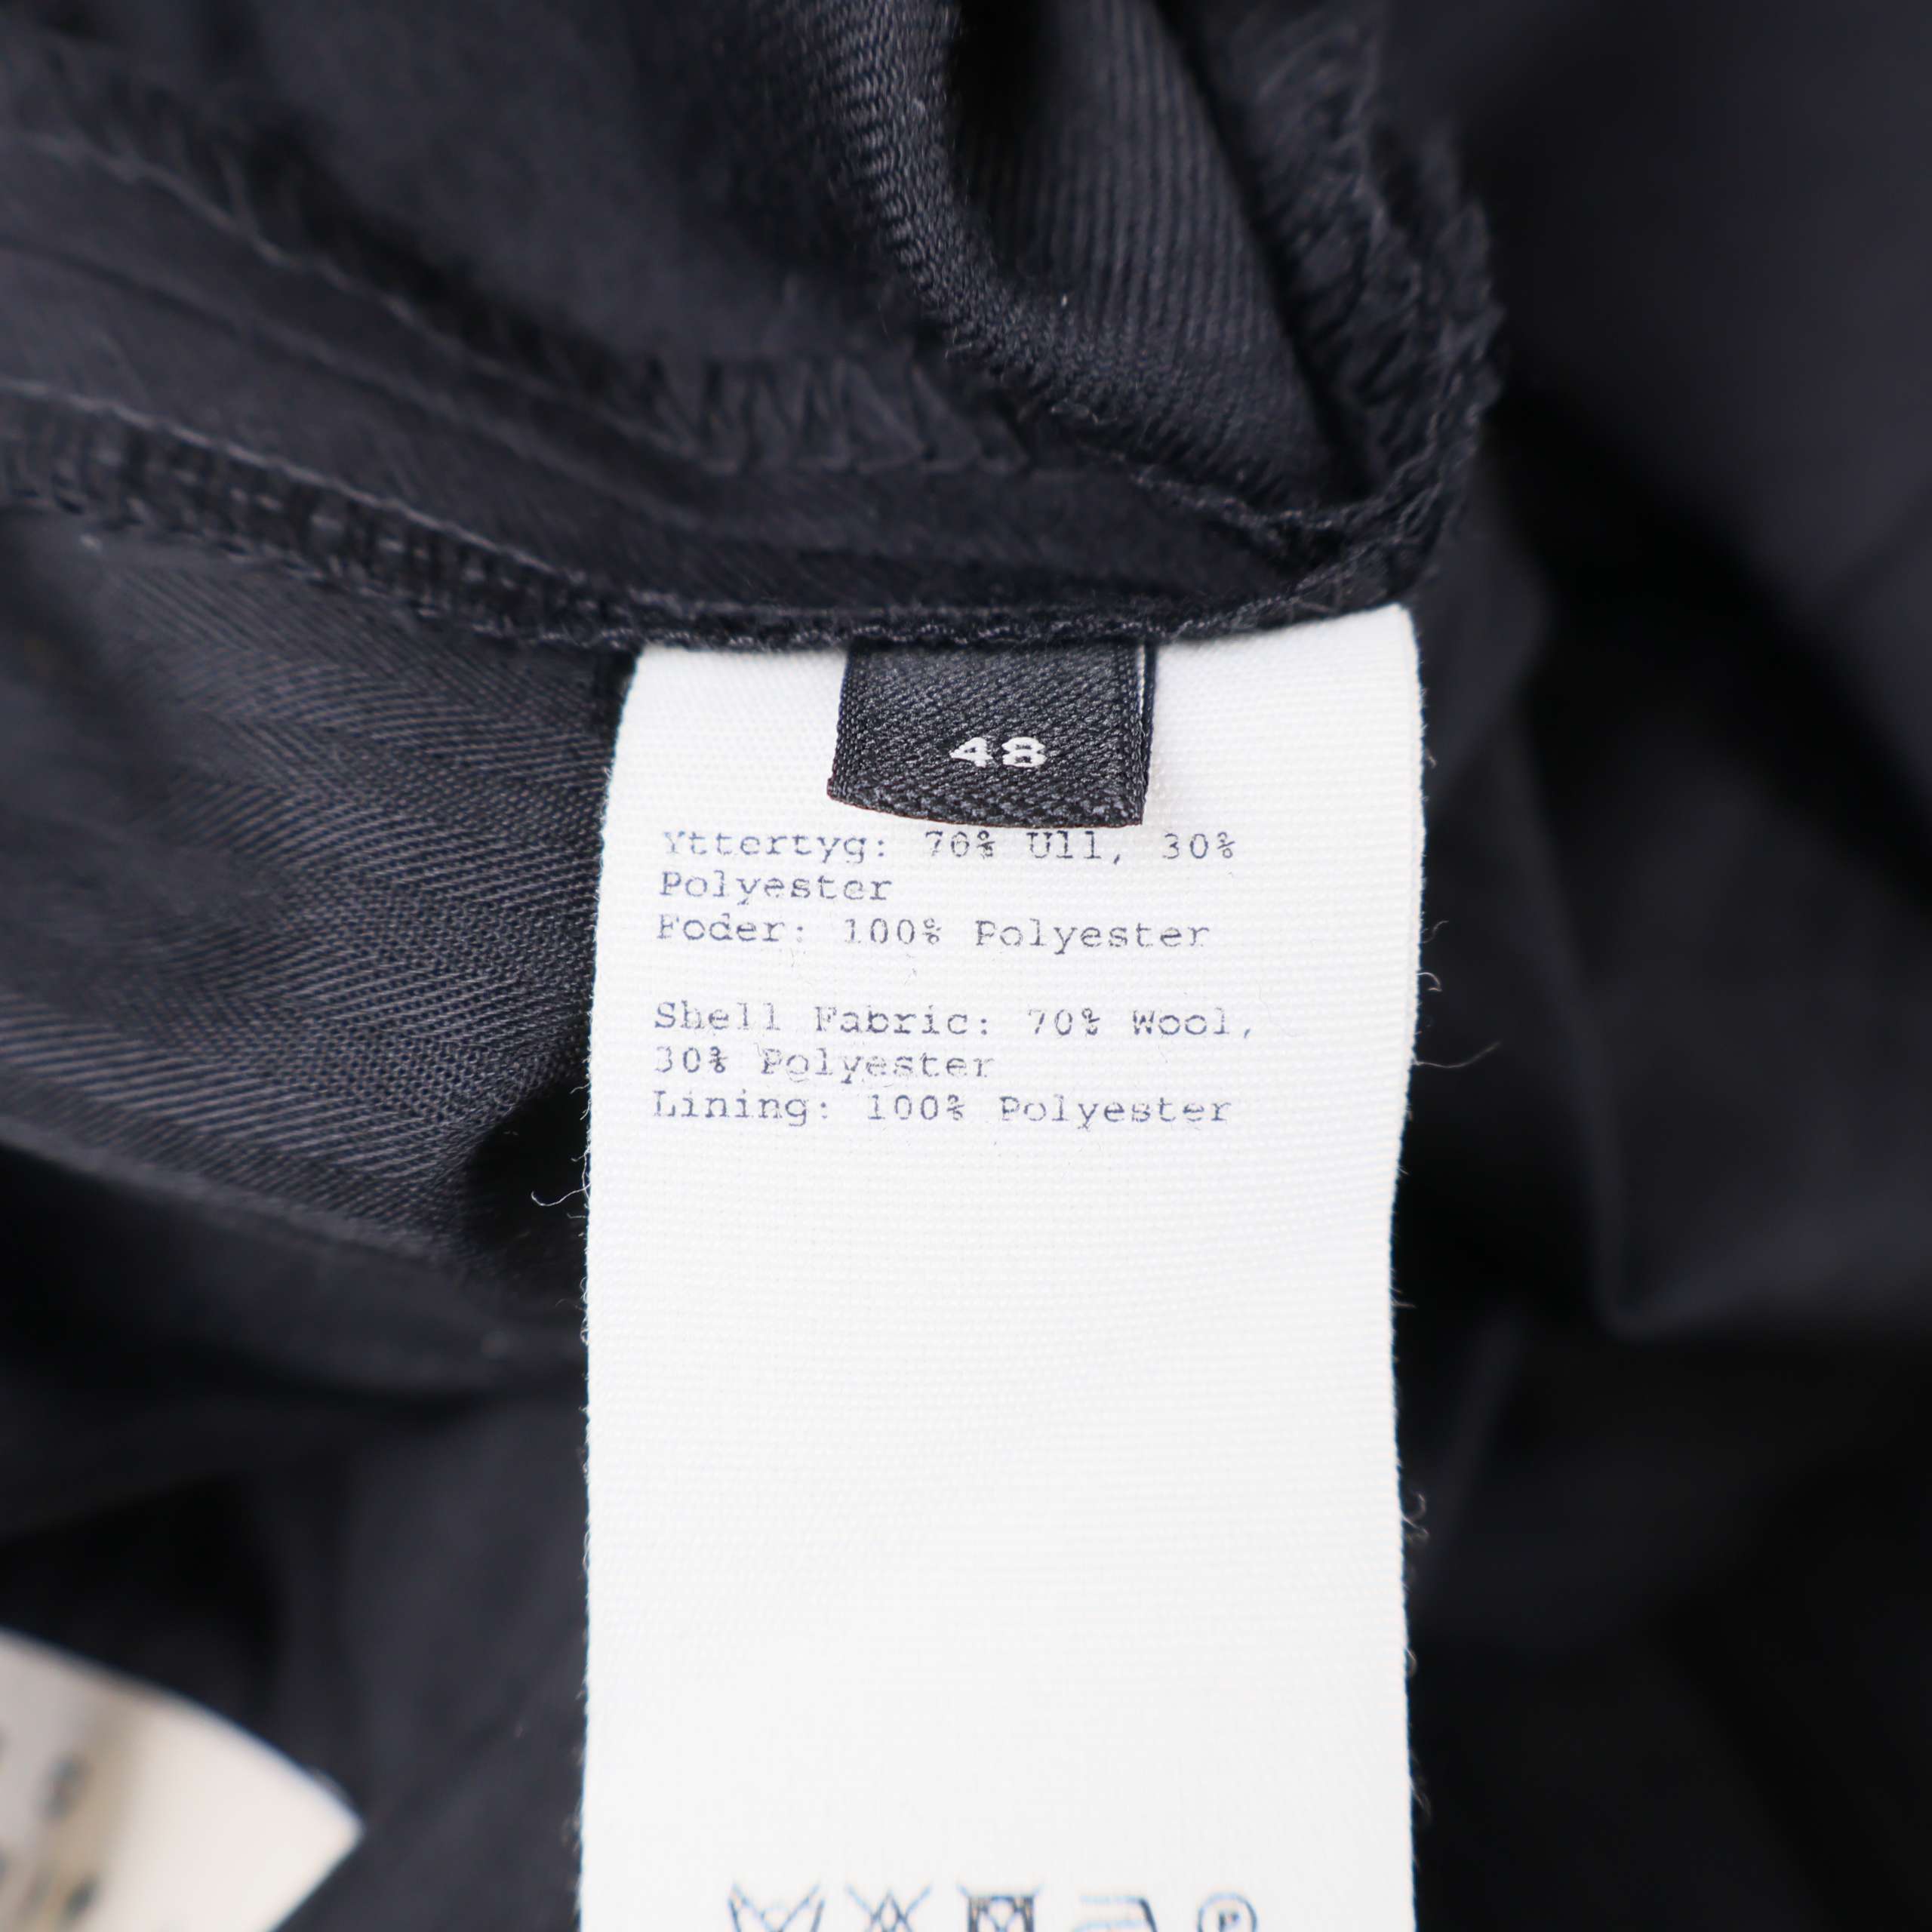 48
Yttertyg: 70% Ull, 30%
Polyester
Foder: 100% Polyester
Shell Fabric: 70% Wool,
30% Polyester
Lining: 100% Polyester
P